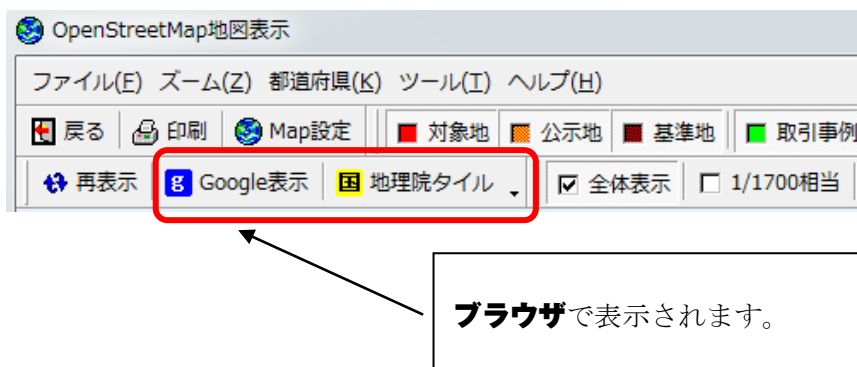 OpenStreetMap地図表示
ファイル(F) ズーム(Z) 都道府県(K) ツール(T) ヘルプ(H)
戻る 印刷 Map設定 対象地 公示地 基準地 取引事例
再表示 g Google表示 国 地理院タイル 全体表示 1/1700相当
ブラウザで表示されます。